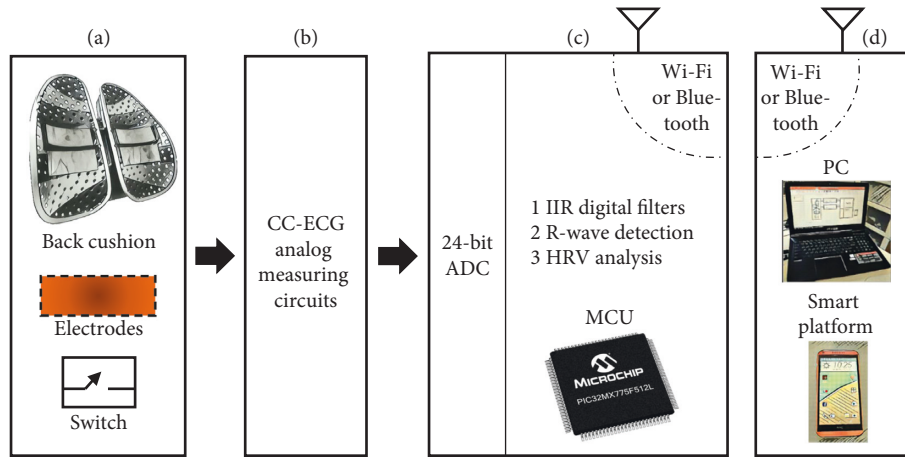 (a)
Back cushion
Electrodes
Switch
(b)
CC-ECG
analog
measuring
circuits
(c)
24-bit
ADC
Wi-Fi
or Blue-
tooth
1 IIR digital filters
2 R-wave detection
3 HRV analysis
MCU
MICROCHIP
PIC32MX775F512L
(d)
Wi-Fi
or Blue-
tooth
PC
Smart
platform
10:25